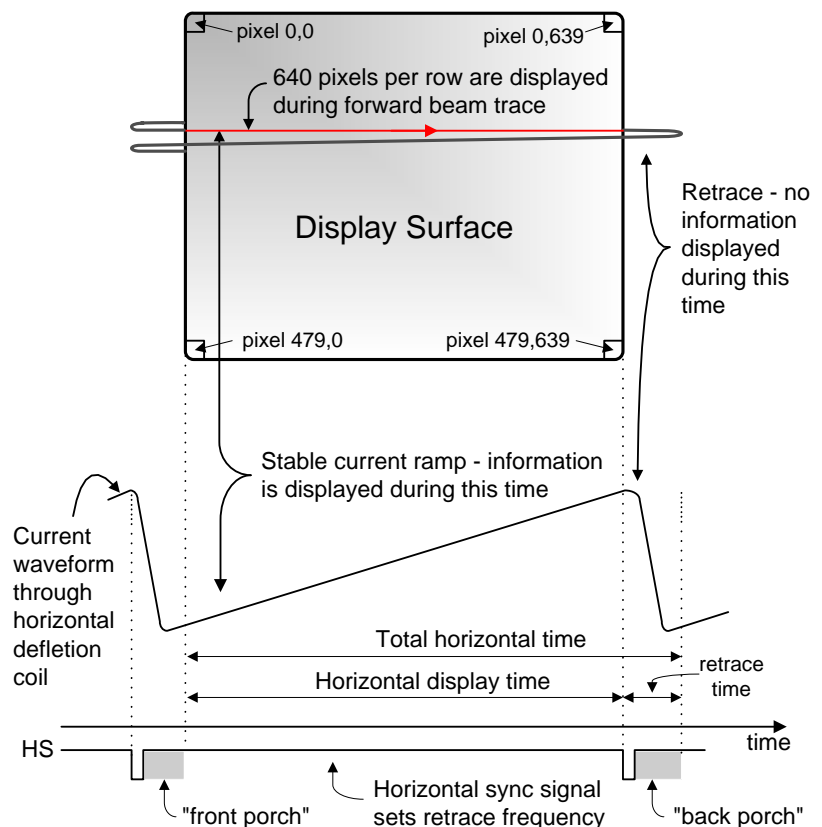 pixel 0,0
pixel 0,639
640 pixels per row are displayed
during forward beam trace
Retrace - no
information
displayed
during this
time
Display Surface
pixel 479,0
pixel 479,639
Stable current ramp - information
is displayed during this time
Current
waveform
through
horizontal
defletion
coil
Total horizontal time
Horizontal display time
retrace
time
time
HS
"front porch"
Horizontal sync signal
sets retrace frequency
"back porch"